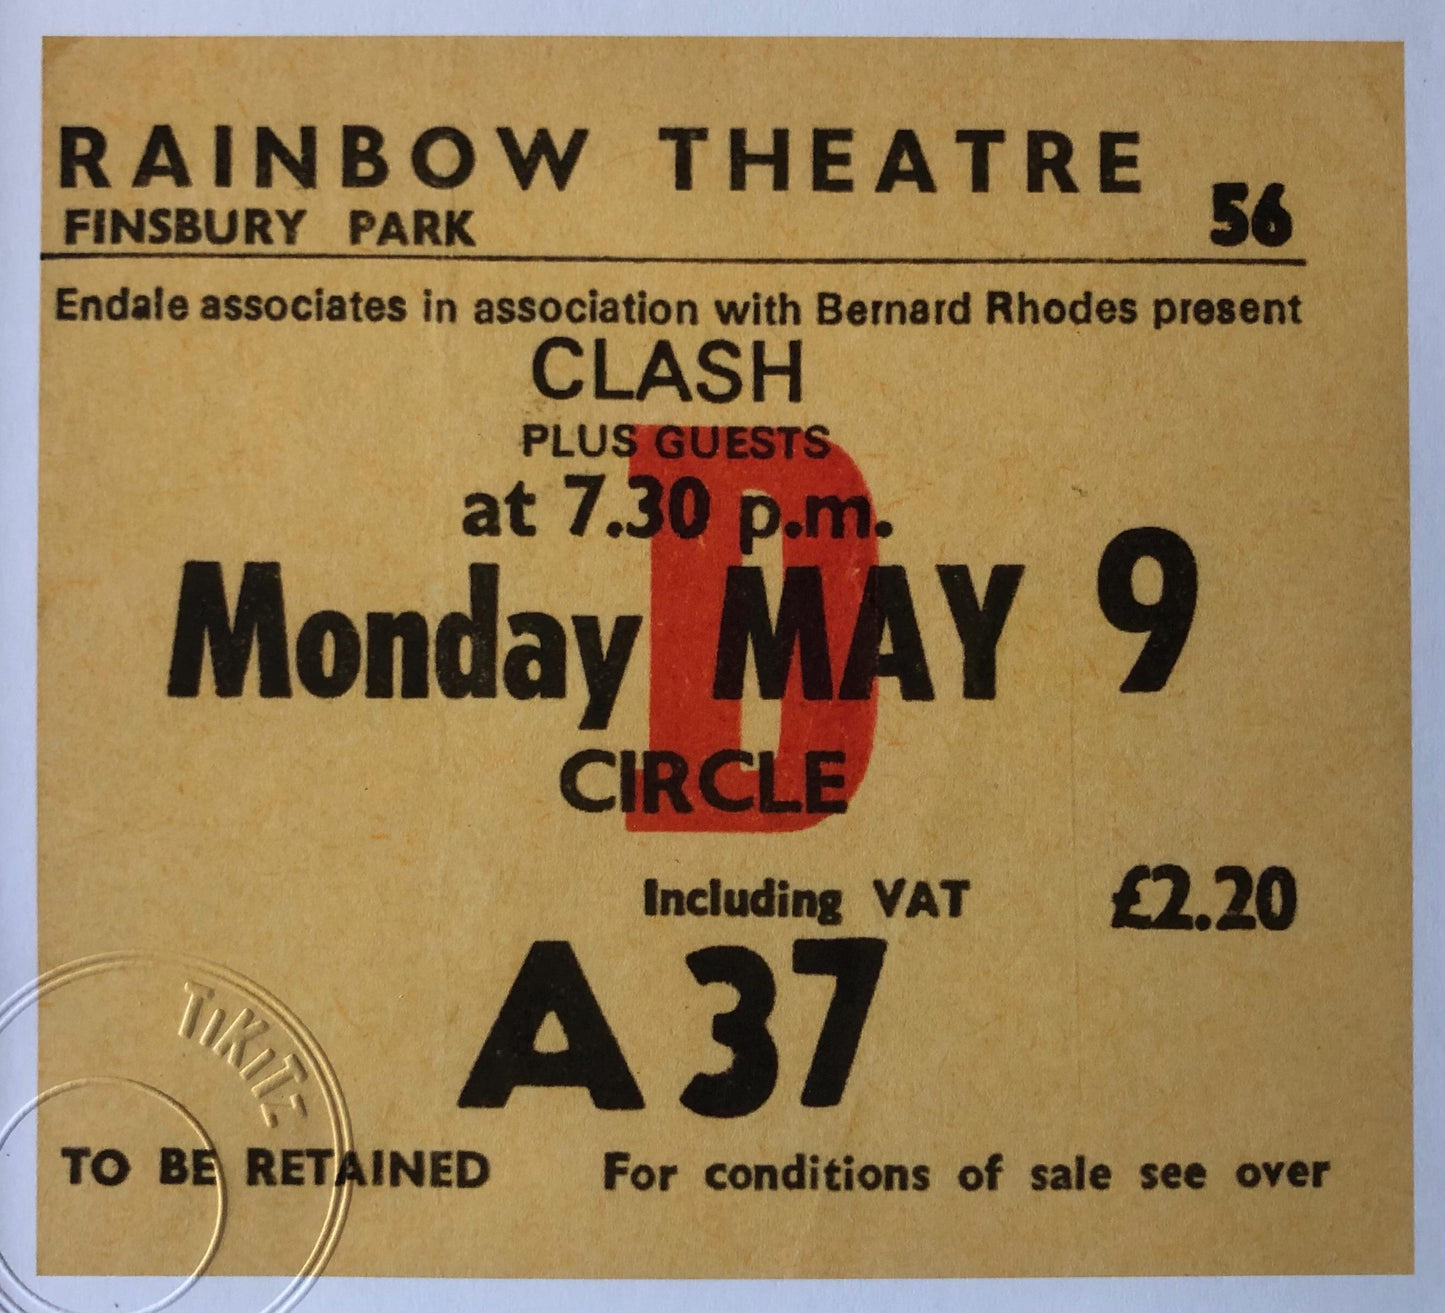 RAINBOW THEATRE
FINSBURY PARK
56
Endale associates in association with Bernard Rhodes present
CLASH
PLUS GUESTS
at 7.30 p.m.
D
Monday MAY 9
CIRCLE
Including VAT £2.20
A 37
TiKiTE
TO BE RETAINED For conditions of sale see over